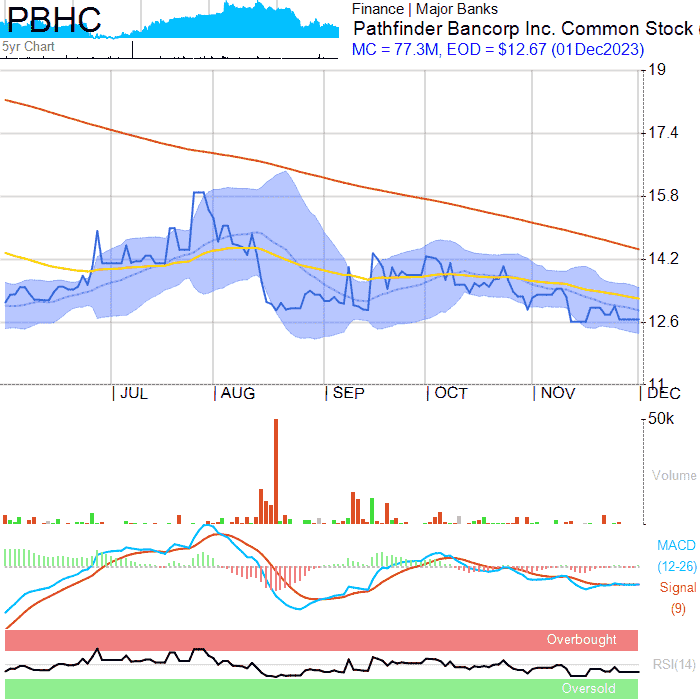 PBHC
5yr Chart
Finance | Major Banks
Pathfinder Bancorp Inc. Common Stock (
MC = 77.3M, EOD = $12.67 (01Dec2023)
19
17.4
15.8
14.2
12.6
11
JUL AUG SEP OCT NOV DEC
50k
Volume
MACD
(12-26)
Signal
(9)
Overbought
RSI(14)
Oversold